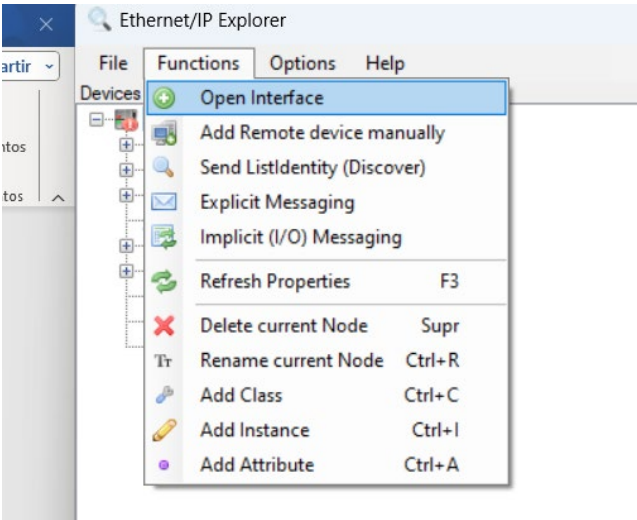 Ethernet/IP Explorer
artir
File Functions Options Help
Devices
Open Interface
Add Remote device manually
ntos
Send ListIdentity (Discover)
tos
Explicit Messaging
Implicit (I/O) Messaging
Refresh Properties F3
Delete current Node Supr
Tr Rename current Node Ctrl+R
Add Class Ctrl+C
Add Instance Ctrl+I
Add Attribute Ctrl+A